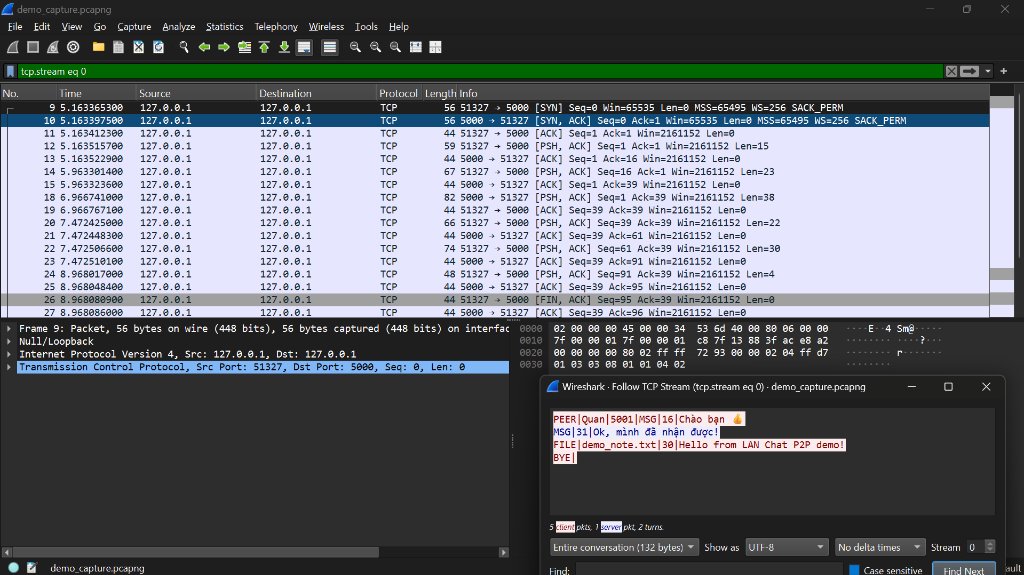 demo_capture.pcapng
File Edit View Go Capture Analyze Statistics Telephony Wireless Tools Help
tcp.stream eq 0
No. Time Source Destination Protocol Length Info
9 5.163365300 127.0.0.1 127.0.0.1 TCP 56 51327 → 5000 [SYN] Seq=0 Win=65535 Len=0 MSS=65495 WS=256 SACK_PERM
10 5.163397500 127.0.0.1 127.0.0.1 TCP 56 5000 → 51327 [SYN, ACK] Seq=0 Ack=1 Win=65535 Len=0 MSS=65495 WS=256 SACK_PERM
11 5.163412300 127.0.0.1 127.0.0.1 TCP 44 51327 → 5000 [ACK] Seq=1 Ack=1 Win=2161152 Len=0
12 5.163515700 127.0.0.1 127.0.0.1 TCP 59 51327 → 5000 [PSH, ACK] Seq=1 Ack=1 Win=2161152 Len=15
13 5.163522900 127.0.0.1 127.0.0.1 TCP 44 5000 → 51327 [ACK] Seq=1 Ack=16 Win=2161152 Len=0
14 5.963301400 127.0.0.1 127.0.0.1 TCP 67 51327 → 5000 [PSH, ACK] Seq=16 Ack=1 Win=2161152 Len=23
15 5.963323600 127.0.0.1 127.0.0.1 TCP 44 5000 → 51327 [ACK] Seq=1 Ack=39 Win=2161152 Len=0
18 6.966741000 127.0.0.1 127.0.0.1 TCP 82 5000 → 51327 [PSH, ACK] Seq=1 Ack=39 Win=2161152 Len=38
19 6.966767100 127.0.0.1 127.0.0.1 TCP 44 51327 → 5000 [ACK] Seq=39 Ack=39 Win=2161152 Len=0
20 7.472425000 127.0.0.1 127.0.0.1 TCP 66 51327 → 5000 [PSH, ACK] Seq=39 Ack=39 Win=2161152 Len=22
21 7.472448300 127.0.0.1 127.0.0.1 TCP 44 5000 → 51327 [ACK] Seq=39 Ack=61 Win=2161152 Len=0
22 7.472506600 127.0.0.1 127.0.0.1 TCP 74 51327 → 5000 [PSH, ACK] Seq=61 Ack=39 Win=2161152 Len=30
23 7.472510100 127.0.0.1 127.0.0.1 TCP 44 5000 → 51327 [ACK] Seq=39 Ack=91 Win=2161152 Len=0
24 8.968017000 127.0.0.1 127.0.0.1 TCP 48 51327 → 5000 [PSH, ACK] Seq=91 Ack=39 Win=2161152 Len=4
25 8.968048400 127.0.0.1 127.0.0.1 TCP 44 5000 → 51327 [ACK] Seq=39 Ack=95 Win=2161152 Len=0
26 8.968080900 127.0.0.1 127.0.0.1 TCP 44 51327 → 5000 [FIN, ACK] Seq=95 Ack=39 Win=2161152 Len=0
27 8.968086000 127.0.0.1 127.0.0.1 TCP 44 5000 → 51327 [ACK] Seq=39 Ack=96 Win=2161152 Len=0
Frame 9: Packet, 56 bytes on wire (448 bits), 56 bytes captured (448 bits) on interfac
Null/Loopback
Internet Protocol Version 4, Src: 127.0.0.1, Dst: 127.0.0.1
Transmission Control Protocol, Src Port: 51327, Dst Port: 5000, Seq: 0, Len: 0
0000 02 00 00 00 45 00 00 34 53 6d 40 00 80 06 00 00 ····E··4 Sm@·····
0010 7f 00 00 01 7f 00 00 01 c8 7f 13 88 3f ac e8 a2 ········ ····?···
0020 00 00 00 00 80 02 ff ff 72 93 00 00 02 04 ff d7 ········ r·······
0030 01 03 03 08 01 01 04 02 ········
Wireshark · Follow TCP Stream (tcp.stream eq 0) · demo_capture.pcapng
PEER|Quan|5001|MSG|16|Chào bạn 👍
MSG|31|Ok, mình đã nhận được!
FILE|demo_note.txt|30|Hello from LAN Chat P2P demo!
BYE|
5 client pkts, 1 server pkt, 2 turns.
Entire conversation (132 bytes) Show as UTF-8 No delta times Stream 0
Find: Case sensitive Find Next
demo_capture.pcapng ault